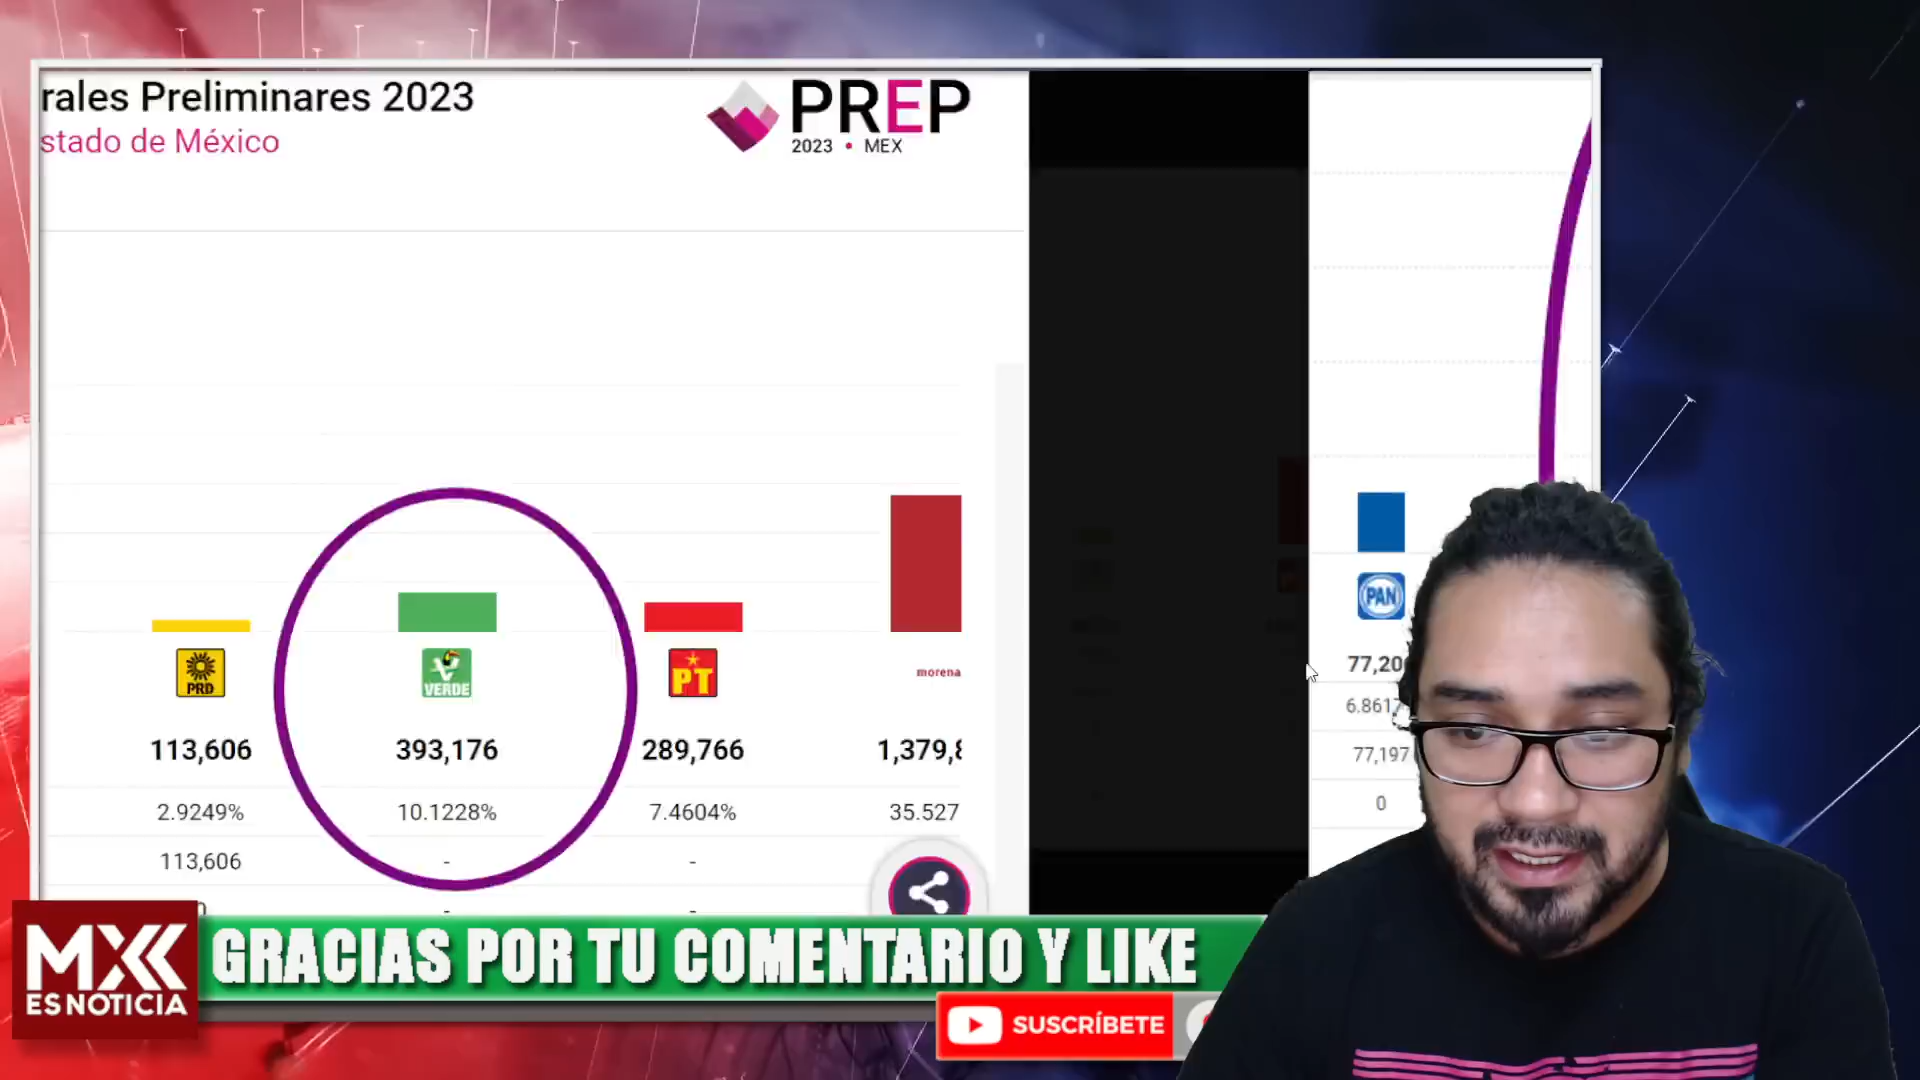 rales Preliminares 2023
stado de México
PREP
2023 • MEX
PRD
VERDE
PT
morena
PAN
113,606
393,176
289,766
1,379,8
77,20
2.9249%
10.1228%
7.4604%
35.527
6.8617
113,606
-
-
77,197
0
-
-
MX
ES NOTICIA
GRACIAS POR TU COMENTARIO Y LIKE
SUSCRÍBETE